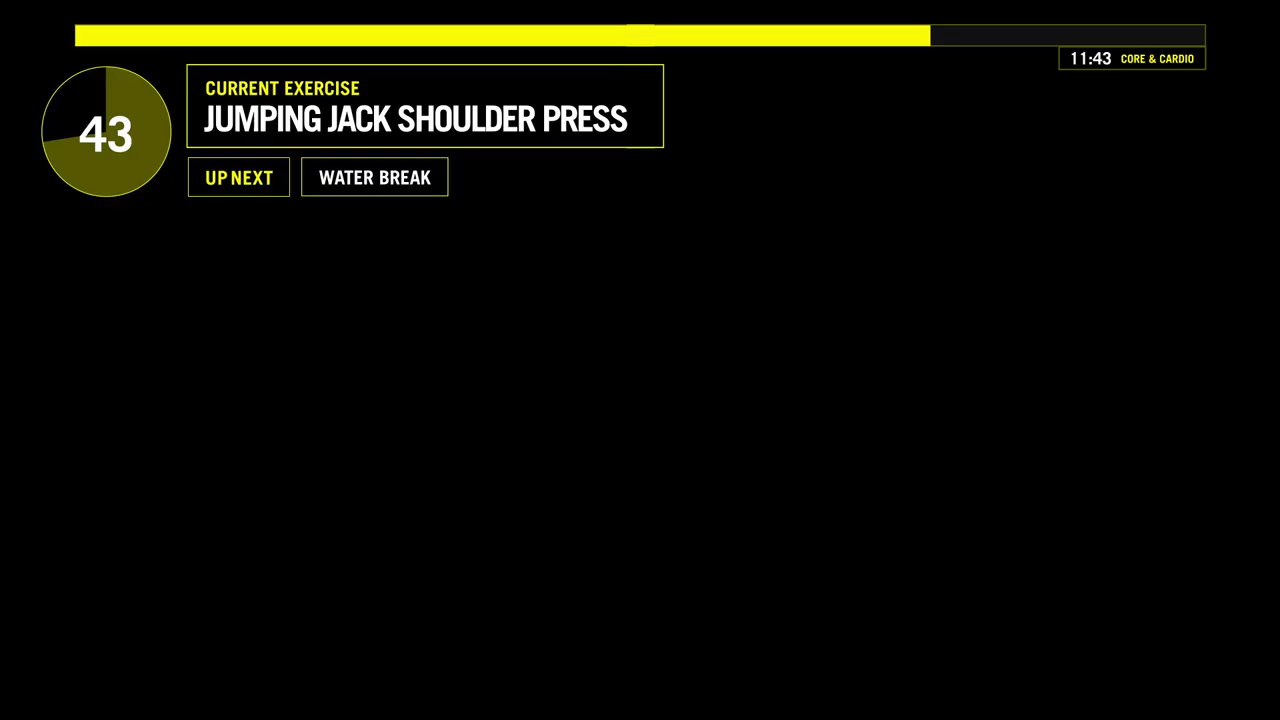 11:43 CORE & CARDIO
43
CURRENT EXERCISE
JUMPING JACK SHOULDER PRESS
UP NEXT
WATER BREAK